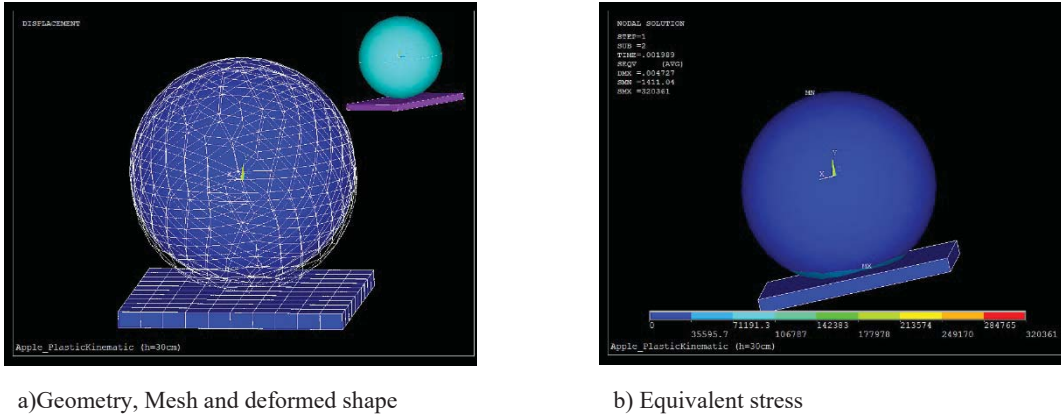 DISPLACEMENT
X
Apple_PlasticKinematic (h=30cm)
NODAL SOLUTION
STEP=1
SUB =2
TIME=.001989
SEQV (AVG)
DMX =.004727
SMN =1411.04
SMX =320361
MN
Y
X
MX
0 71191.3 142383 213574 284765
35595.7 106787 177978 249170 320361
Apple_PlasticKinematic (h=30cm)
a)Geometry, Mesh and deformed shape
b) Equivalent stress